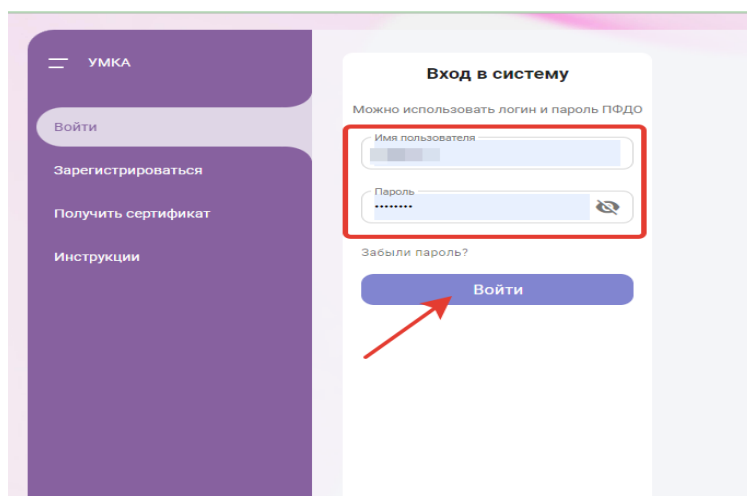 УМКА
Войти
Зарегистрироваться
Получить сертификат
Инструкции
Вход в систему
Можно использовать логин и пароль ПФДО
Имя пользователя
Пароль
••••••••
Забыли пароль?
Войти